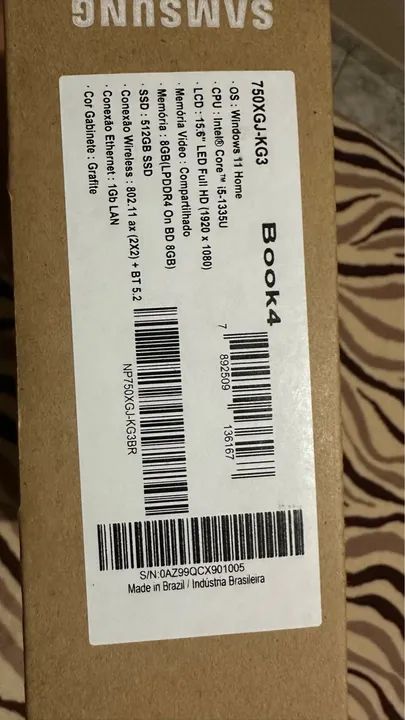 SAMSUNG
750XGJ-KG3
Book4
· OS : Windows 11 Home
· CPU : Intel® Core™ i5-1335U
· LCD : 15.6" LED Full HD (1920 x 1080)
· Memória Vídeo : Compartilhado
· Memória : 8GB(LPDDR4 On BD 8GB)
· SSD : 512GB SSD
· Conexão Wireless : 802.11 ax (2X2) + BT 5.2
· Conexão Ethernet : 1Gb LAN
· Cor Gabinete : Grafite
7 892509 136167
NP750XGJ-KG3BR
S/N:0AZ99QCX901005
Made in Brazil / Indústria Brasileira